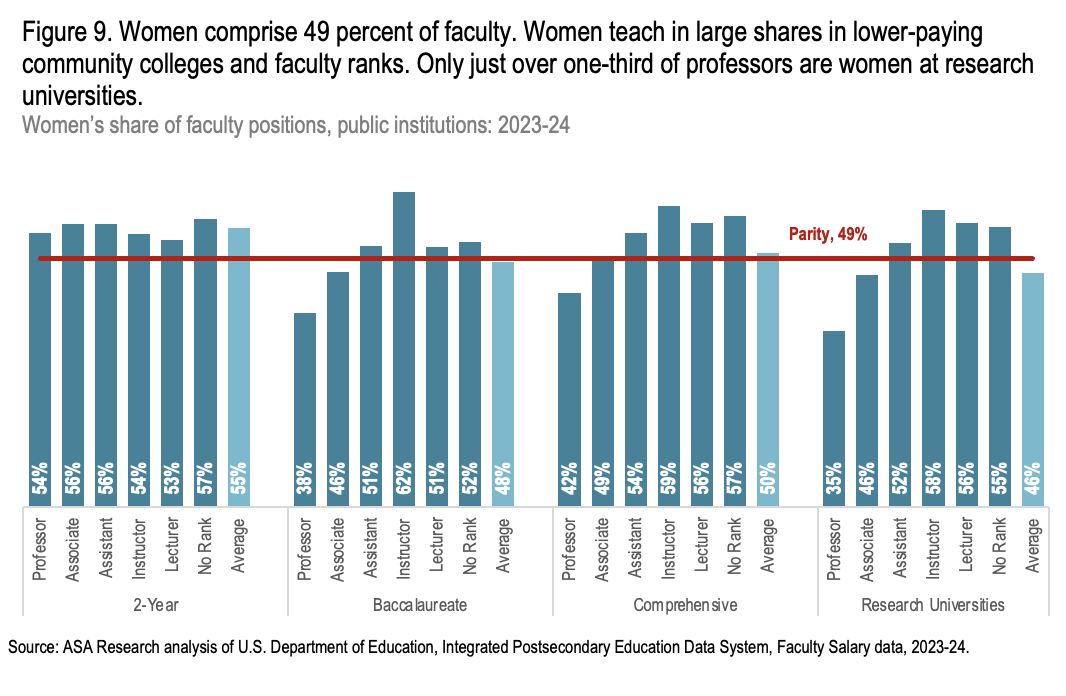 Figure 9. Women comprise 49 percent of faculty. Women teach in large shares in lower-paying
community colleges and faculty ranks. Only just over one-third of professors are women at research
universities.
Women's share of faculty positions, public institutions: 2023-24
Parity, 49%
54%
56%
56%
54%
53%
57%
55%
38%
46%
51%
62%
51%
52%
48%
42%
49%
54%
59%
56%
57%
50%
35%
46%
52%
58%
56%
55%
46%
Professor
Associate
Assistant
Instructor
Lecturer
No Rank
Average
Professor
Associate
Assistant
Instructor
Lecturer
No Rank
Average
Professor
Associate
Assistant
Instructor
Lecturer
No Rank
Average
Professor
Associate
Assistant
Instructor
Lecturer
No Rank
Average
2-Year
Baccalaureate
Comprehensive
Research Universities
Source: ASA Research analysis of U.S. Department of Education, Integrated Postsecondary Education Data System, Faculty Salary data, 2023-24.